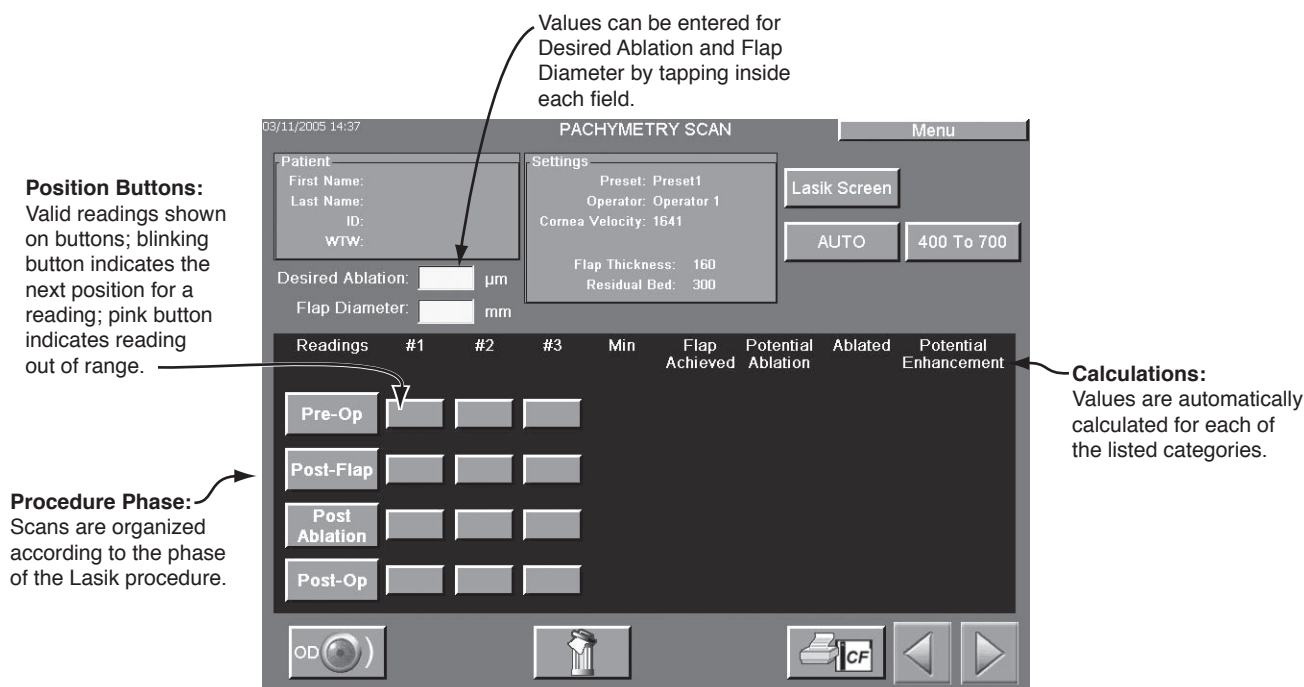 Values can be entered for
Desired Ablation and Flap
Diameter by tapping inside
each field.
03/11/2005 14:37
PACHYMETRY SCAN
Menu
Position Buttons:
Valid readings shown
on buttons; blinking
button indicates the
next position for a
reading; pink button
indicates reading
out of range.
Patient
First Name:
Last Name:
ID:
WTW:
Settings
Preset: Preset1
Operator: Operator 1
Cornea Velocity: 1641
Flap Thickness: 160
Residual Bed: 300
Lasik Screen
AUTO
400 To 700
Desired Ablation: µm
Flap Diameter: mm
Readings #1 #2 #3 Min Flap Achieved Potential Ablation Ablated Potential Enhancement
Pre-Op
Post-Flap
Post
Ablation
Post-Op
Calculations:
Values are automatically
calculated for each of
the listed categories.
Procedure Phase:
Scans are organized
according to the phase
of the Lasik procedure.
OD
CF